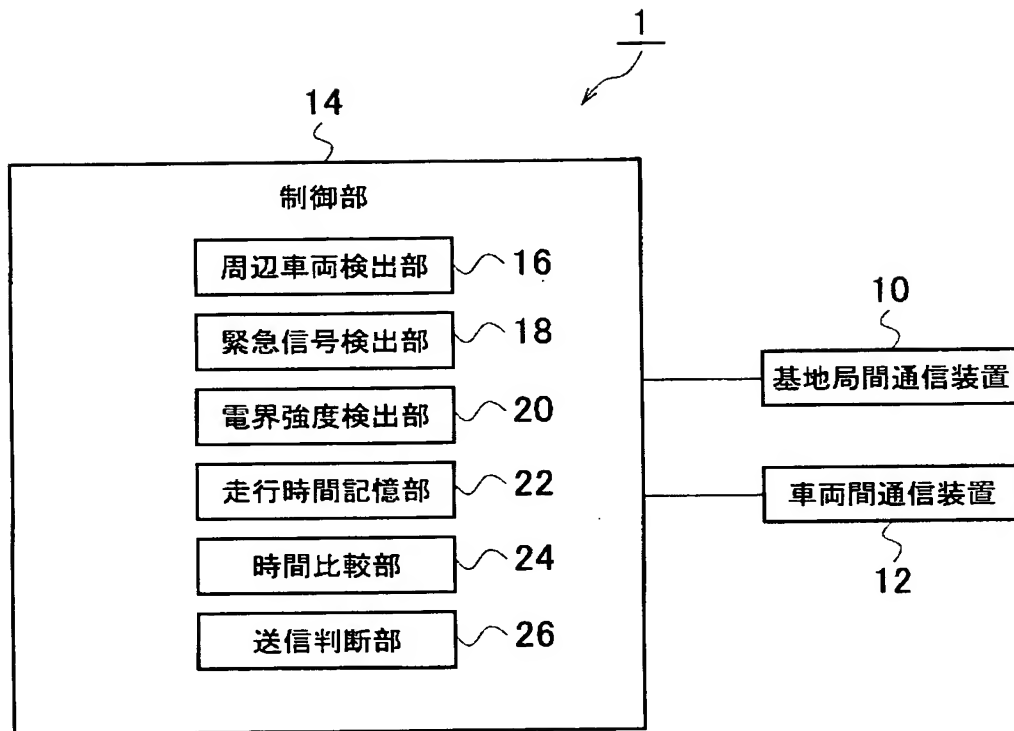 1
14
制御部
周辺車両検出部 16
緊急信号検出部 18
電界強度検出部 20
走行時間記憶部 22
時間比較部 24
送信判断部 26
10
基地局間通信装置
車両間通信装置
12